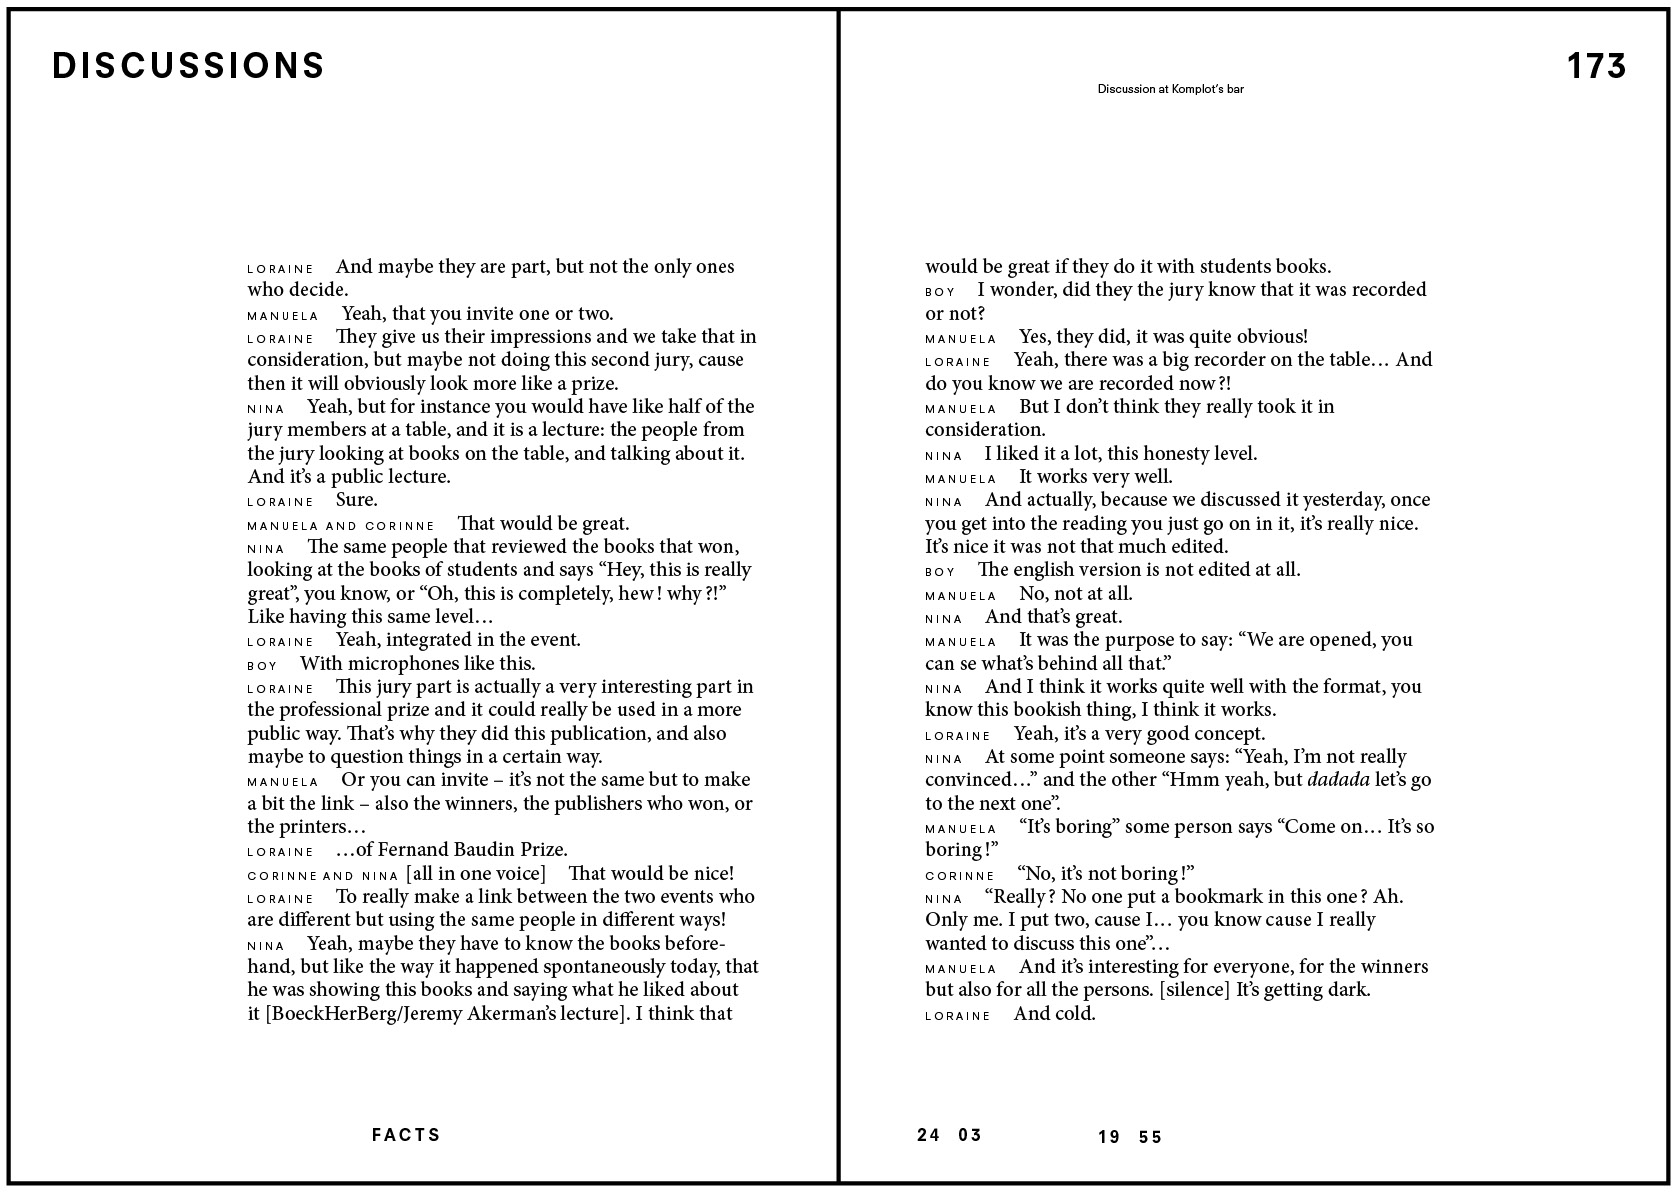 DISCUSSIONS
LORAINE And maybe they are part, but not the only ones
who decide.
MANUELA Yeah, that you invite one or two.
LORAINE They give us their impressions and we take that in
consideration, but maybe not doing this second jury, cause
then it will obviously look more like a prize.
NINA Yeah, but for instance you would have like half of the
jury members at a table, and it is a lecture: the people from
the jury looking at books on the table, and talking about it.
And it’s a public lecture.
LORAINE Sure.
MANUELA AND CORINNE That would be great.
NINA The same people that reviewed the books that won,
looking at the books of students and says “Hey, this is really
great”, you know, or “Oh, this is completely, hew ! why ?!”
Like having this same level…
LORAINE Yeah, integrated in the event.
BOY With microphones like this.
LORAINE This jury part is actually a very interesting part in
the professional prize and it could really be used in a more
public way. That’s why they did this publication, and also
maybe to question things in a certain way.
MANUELA Or you can invite – it’s not the same but to make
a bit the link – also the winners, the publishers who won, or
the printers…
LORAINE …of Fernand Baudin Prize.
CORINNE AND NINA [all in one voice] That would be nice!
LORAINE To really make a link between the two events who
are different but using the same people in different ways!
NINA Yeah, maybe they have to know the books before-
hand, but like the way it happened spontaneously today, that
he was showing this books and saying what he liked about
it [BoeckHerBerg/Jeremy Akerman’s lecture]. I think that
FACTS
173
Discussion at Komplot’s bar
would be great if they do it with students books.
BOY I wonder, did they the jury know that it was recorded
or not?
MANUELA Yes, they did, it was quite obvious!
LORAINE Yeah, there was a big recorder on the table… And
do you know we are recorded now ?!
MANUELA But I don’t think they really took it in
consideration.
NINA I liked it a lot, this honesty level.
MANUELA It works very well.
NINA And actually, because we discussed it yesterday, once
you get into the reading you just go on in it, it’s really nice.
It’s nice it was not that much edited.
BOY The english version is not edited at all.
MANUELA No, not at all.
NINA And that’s great.
MANUELA It was the purpose to say: “We are opened, you
can se what’s behind all that.”
NINA And I think it works quite well with the format, you
know this bookish thing, I think it works.
LORAINE Yeah, it’s a very good concept.
NINA At some point someone says: “Yeah, I’m not really
convinced…” and the other “Hmm yeah, but dadada let’s go
to the next one”.
MANUELA “It’s boring” some person says “Come on… It’s so
boring !”
CORINNE “No, it’s not boring !”
NINA “Really ? No one put a bookmark in this one ? Ah.
Only me. I put two, cause I… you know cause I really
wanted to discuss this one”…
MANUELA And it’s interesting for everyone, for the winners
but also for all the persons. [silence] It’s getting dark.
LORAINE And cold.
24 03 19 55